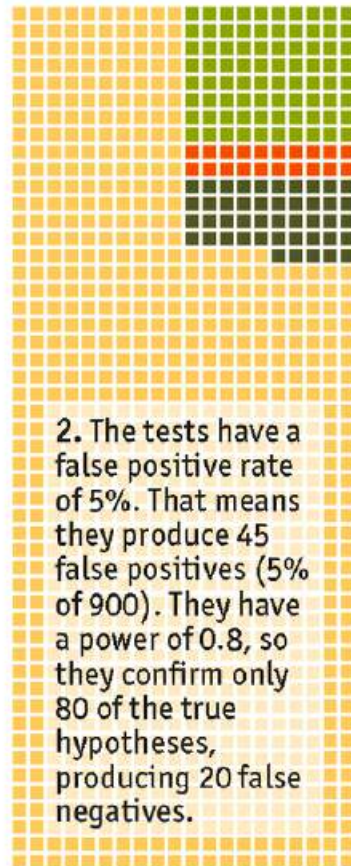 2. The tests have a
false positive rate
of 5%. That means
they produce 45
false positives (5%
of 900). They have
a power of 0.8, so
they confirm only
80 of the true
hypotheses,
producing 20 false
negatives.